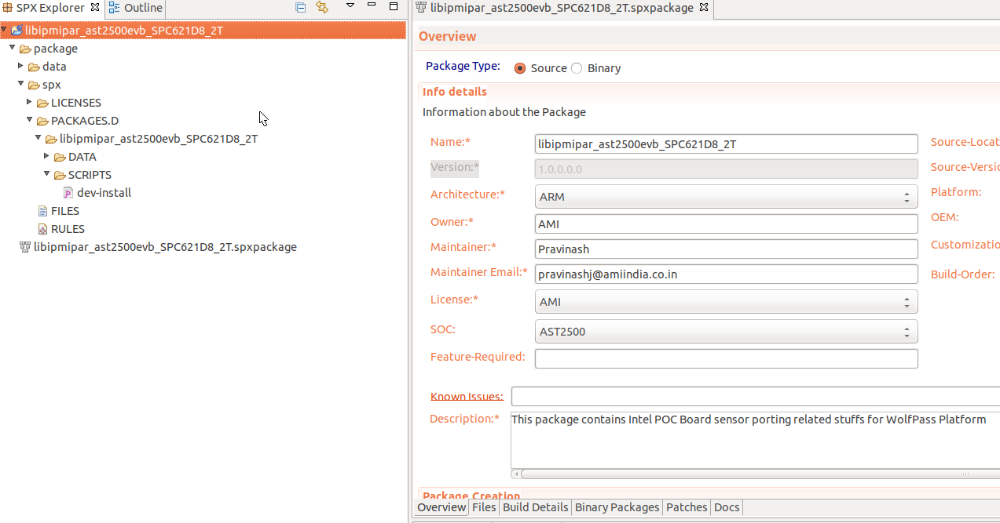 SPX Explorer
Outline
libipmipar_ast2500evb_SPC621D8_2T
package
data
spx
LICENSES
PACKAGES.D
libipmipar_ast2500evb_SPC621D8_2T
DATA
SCRIPTS
dev-install
FILES
RULES
libipmipar_ast2500evb_SPC621D8_2T.spxpackage
libipmipar_ast2500evb_SPC621D8_2T.spxpackage
Overview
Package Type: Source Binary
Info details
Information about the Package
Name:* libipmipar_ast2500evb_SPC621D8_2T Source-Locat
Version:* 1.0.0.0.0 Source-Versio
Architecture:* ARM Platform:
Owner:* AMI OEM:
Maintainer:* Pravinash Customizatio
Maintainer Email:* pravinashj@amiindia.co.in Build-Order:
License:* AMI
SOC: AST2500
Feature-Required:
Known Issues:
Description:* This package contains Intel POC Board sensor porting related stuffs for WolfPass Platform
Package Creation
Overview Files Build Details Binary Packages Patches Docs